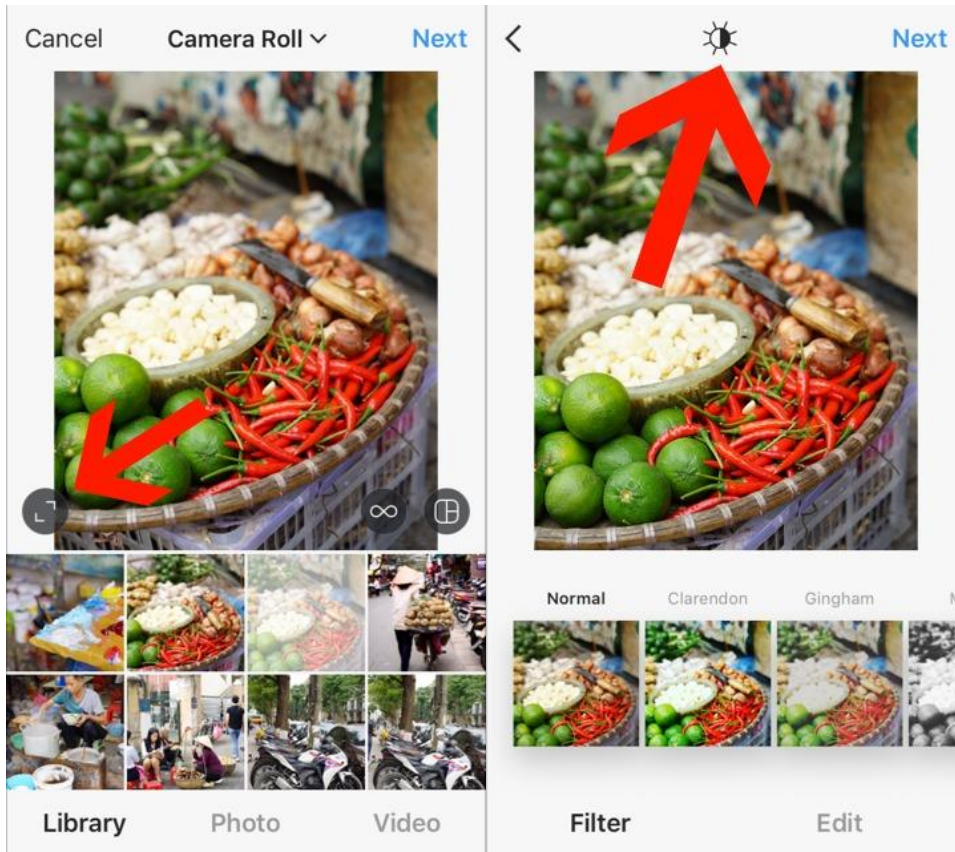 Cancel
Camera Roll
Next
Library
Photo
Video
Next
Normal
Clarendon
Gingham
Filter
Edit